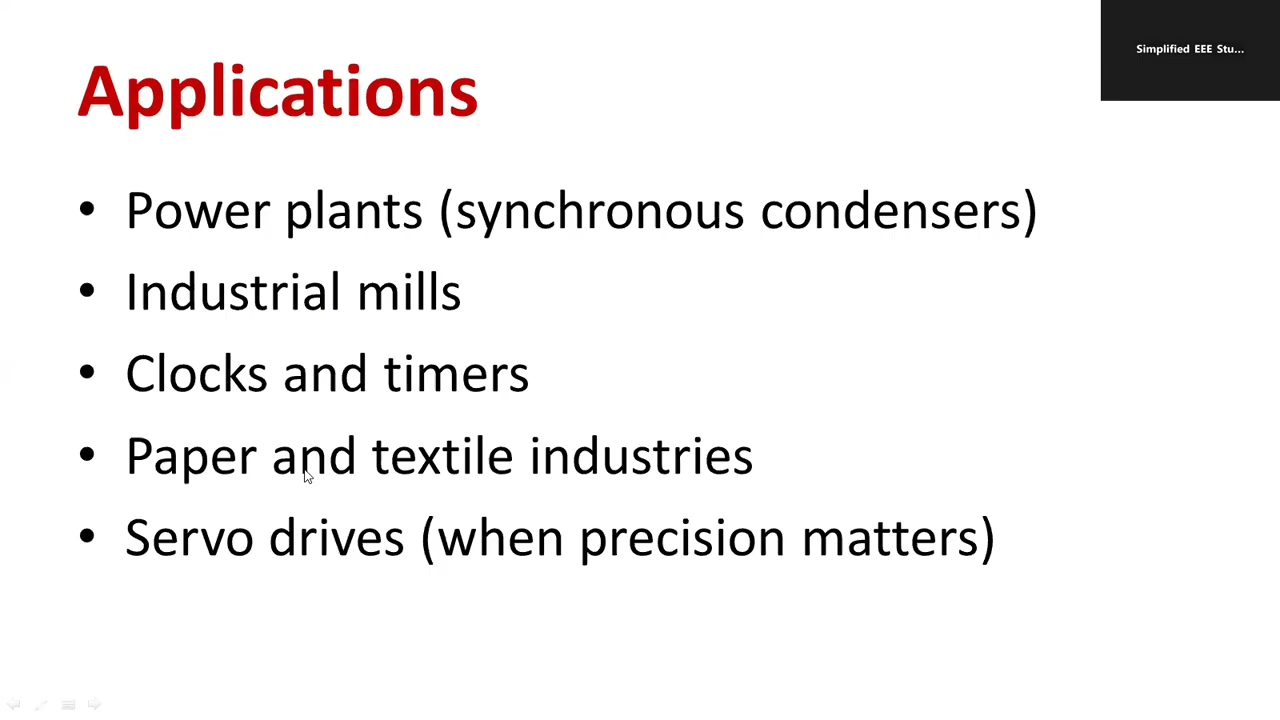 Simplified EEE Stu...
Applications
• Power plants (synchronous condensers)
• Industrial mills
• Clocks and timers
• Paper and textile industries
• Servo drives (when precision matters)